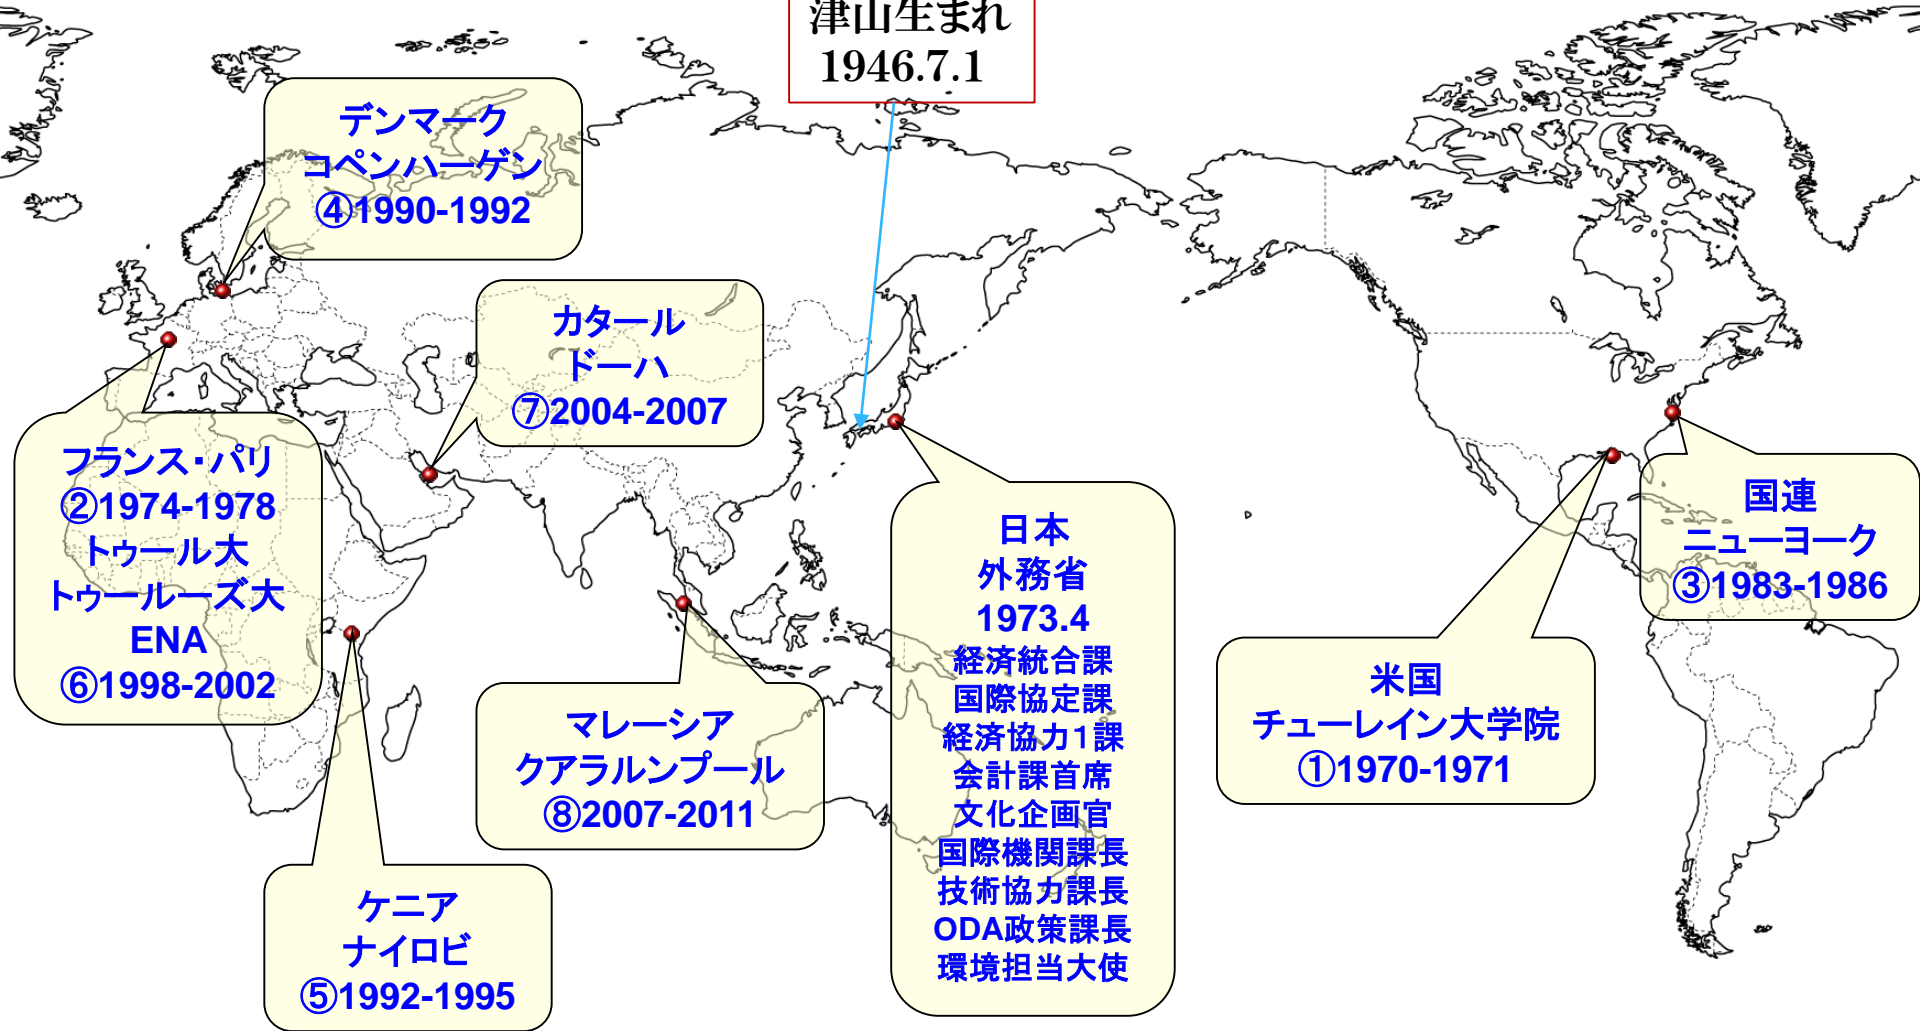 津山生まれ
1946.7.1
デンマーク
コペンハーゲン
④1990-1992
カタール
ドーハ
⑦2004-2007
フランス・パリ
②1974-1978
トゥール大
トゥールーズ大
ENA
⑥1998-2002
日本
外務省
1973.4
経済統合課
国際協定課
経済協力1課
会計課首席
文化企画官
国際機関課長
技術協力課長
ODA政策課長
環境担当大使
国連
ニューヨーク
③1983-1986
米国
チューレイン大学院
①1970-1971
マレーシア
クアラルンプール
⑧2007-2011
ケニア
ナイロビ
⑤1992-1995